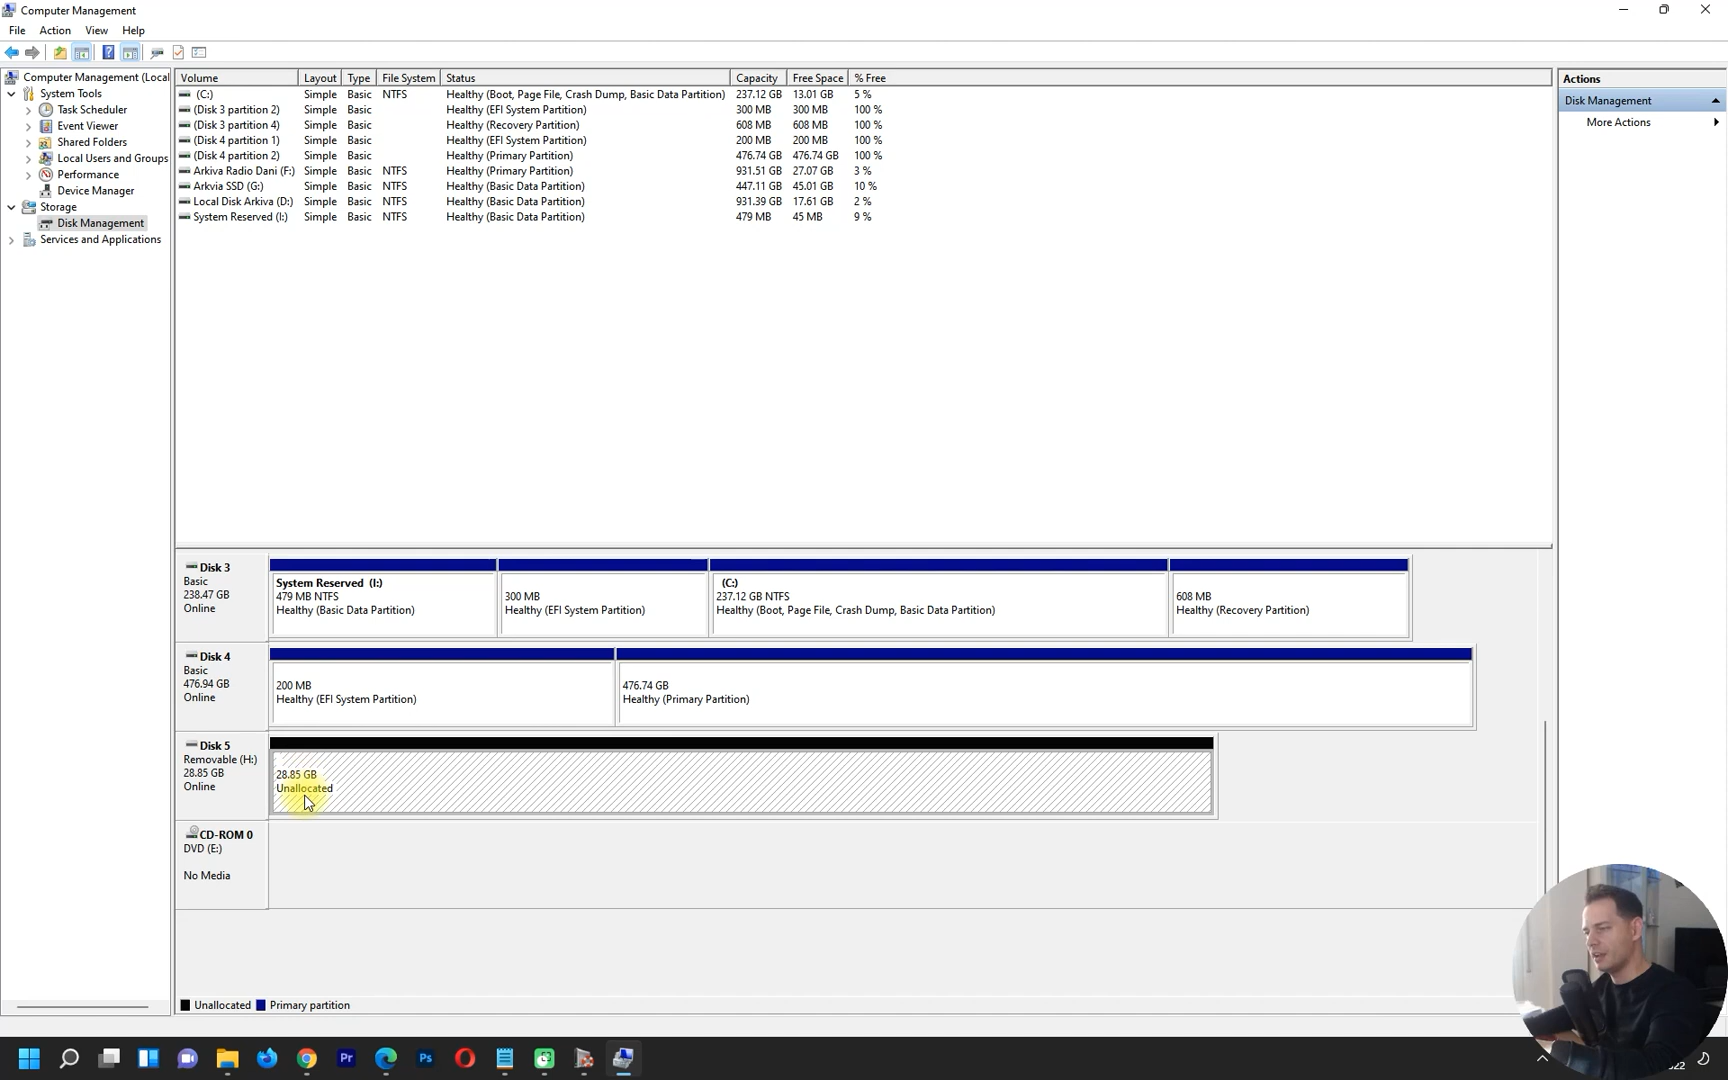 Computer Management
File Action View Help
Computer Management (Local
System Tools
Task Scheduler
Event Viewer
Shared Folders
Local Users and Groups
Performance
Device Manager
Storage
Disk Management
Services and Applications
Volume Layout Type File System Status Capacity Free Space % Free
(C:) Simple Basic NTFS Healthy (Boot, Page File, Crash Dump, Basic Data Partition) 237.12 GB 13.01 GB 5 %
(Disk 3 partition 2) Simple Basic Healthy (EFI System Partition) 300 MB 300 MB 100 %
(Disk 3 partition 4) Simple Basic Healthy (Recovery Partition) 608 MB 608 MB 100 %
(Disk 4 partition 1) Simple Basic Healthy (EFI System Partition) 200 MB 200 MB 100 %
(Disk 4 partition 2) Simple Basic Healthy (Primary Partition) 476.74 GB 476.74 GB 100 %
Arkiva Radio Dani (F:) Simple Basic NTFS Healthy (Primary Partition) 931.51 GB 27.07 GB 3 %
Arkvia SSD (G:) Simple Basic NTFS Healthy (Basic Data Partition) 447.11 GB 45.01 GB 10 %
Local Disk Arkiva (D:) Simple Basic NTFS Healthy (Basic Data Partition) 931.39 GB 17.61 GB 2 %
System Reserved (I:) Simple Basic NTFS Healthy (Basic Data Partition) 479 MB 45 MB 9 %
Actions
Disk Management
More Actions
Disk 3
Basic
238.47 GB
Online
System Reserved (I:)
479 MB NTFS
Healthy (Basic Data Partition)
300 MB
Healthy (EFI System Partition)
(C:)
237.12 GB NTFS
Healthy (Boot, Page File, Crash Dump, Basic Data Partition)
608 MB
Healthy (Recovery Partition)
Disk 4
Basic
476.94 GB
Online
200 MB
Healthy (EFI System Partition)
476.74 GB
Healthy (Primary Partition)
Disk 5
Removable (H:)
28.85 GB
Online
28.85 GB
Unallocated
CD-ROM 0
DVD (E:)
No Media
Unallocated Primary partition
Pr
Ps